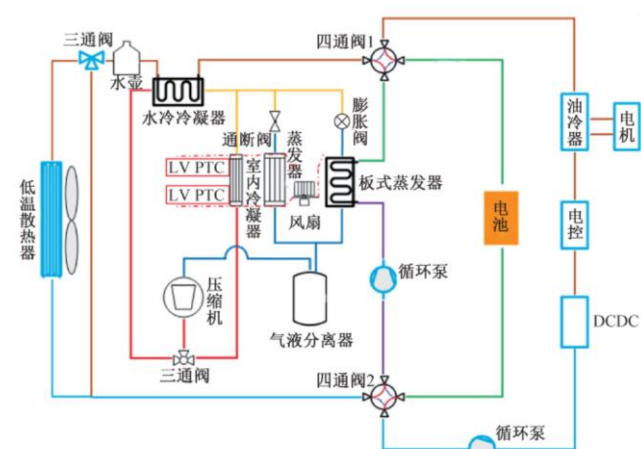 三通阀
水壶
四通阀1
水冷冷凝器
通断阀
蒸发器
膨胀阀
油冷器
电机
LV PTC
LV PTC
室内冷凝器
风扇
板式蒸发器
低温散热器
电池
电控
压缩机
循环泵
气液分离器
DCDC
三通阀
四通阀2
循环泵